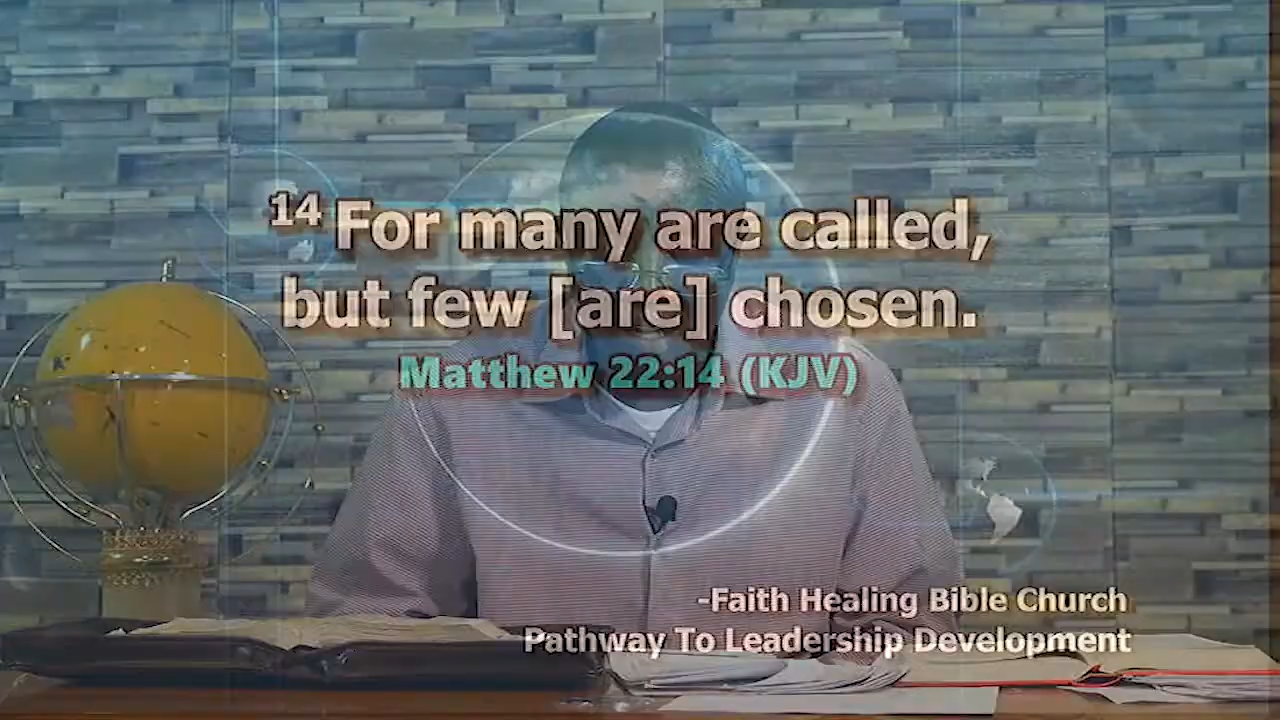 14 For many are called,
but few [are] chosen.
Matthew 22:14 (KJV)
-Faith Healing Bible Church
Pathway To Leadership Development